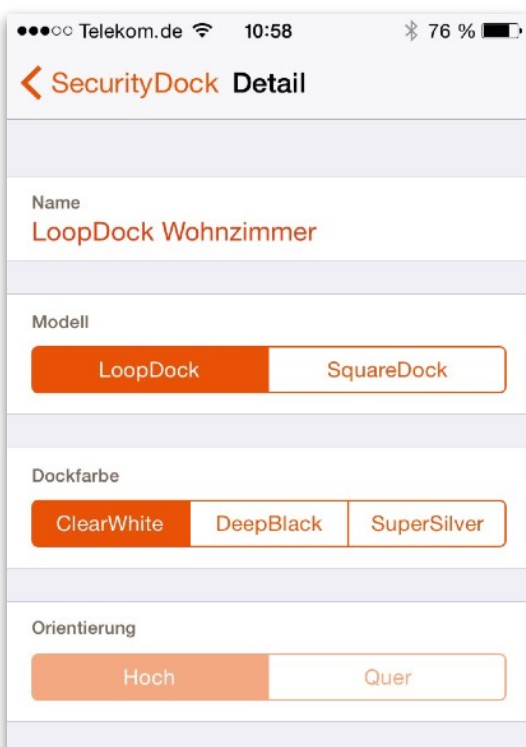 Telekom.de 10:58 76 %
SecurityDock Detail
Name
LoopDock Wohnzimmer
Modell
LoopDock SquareDock
Dockfarbe
ClearWhite DeepBlack SuperSilver
Orientierung
Hoch Quer